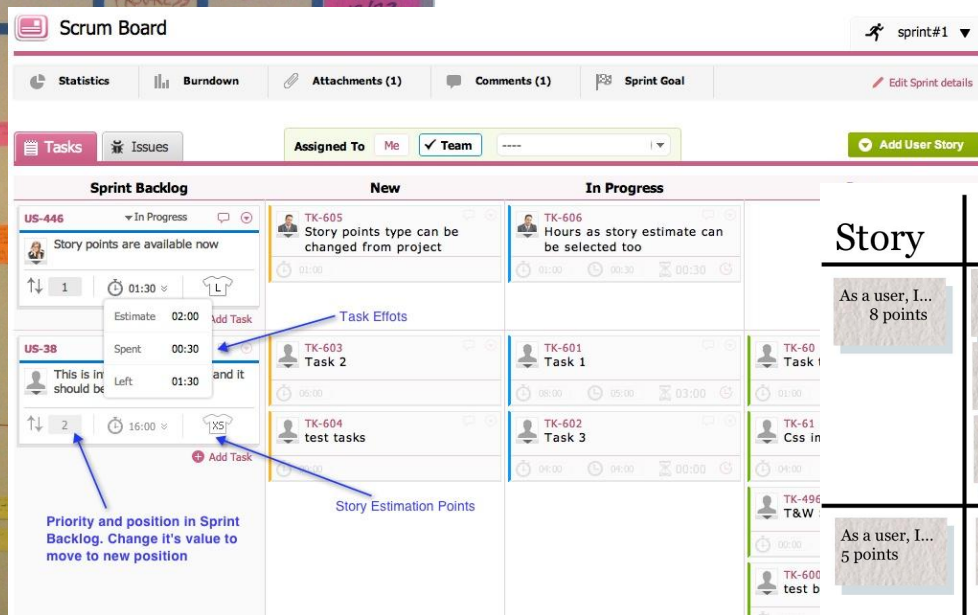 Scrum Board
sprint#1
Statistics
Burndown
Attachments (1)
Comments (1)
Sprint Goal
Edit Sprint details
Tasks
Issues
Assigned To Me ✓ Team ----
Add User Story
Sprint Backlog
New
In Progress
US-446 In Progress
Story points are available now
1 01:30 L
Estimate 02:00
Spent 00:30
Left 01:30
Add Task
TK-605
Story points type can be
changed from project
01:00
TK-606
Hours as story estimate can
be selected too
01:00 00:30 00:30
Task Effots
US-38
This is in
and it
should be
2 16:00 XS
Add Task
TK-603
Task 2
06:00
TK-604
test tasks
TK-601
Task 1
08:00 05:00 03:00
TK-602
Task 3
04:00 04:00 00:00
TK-60
Task
01:00
TK-61
Css in
04:00
TK-496
T&W
00:00
TK-600
test b
Story Estimation Points
Priority and position in Sprint
Backlog. Change it's value to
move to new position
Story
As a user, I...
8 points
As a user, I...
5 points